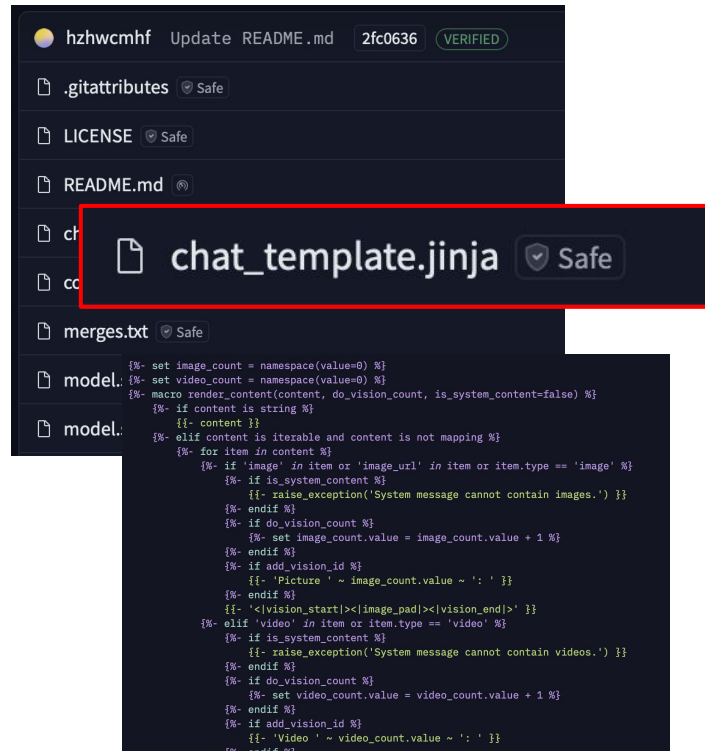 hzhwcmhf Update README.md 2fc0636 VERIFIED
.gitattributes Safe
LICENSE Safe
README.md
ch
chat_template.jinja Safe
co
merges.txt Safe
model.s
model.s
{%- set image_count = namespace(value=0) %}
{%- set video_count = namespace(value=0) %}
{%- macro render_content(content, do_vision_count, is_system_content=false) %}
    {%- if content is string %}
        {{- content }}
    {%- elif content is iterable and content is not mapping %}
        {%- for item in content %}
            {%- if 'image' in item or 'image_url' in item or item.type == 'image' %}
                {%- if is_system_content %}
                    {{- raise_exception('System message cannot contain images.') }}
                {%- endif %}
                {%- if do_vision_count %}
                    {%- set image_count.value = image_count.value + 1 %}
                {%- endif %}
                {%- if add_vision_id %}
                    {{- 'Picture ' ~ image_count.value ~ ': ' }}
                {%- endif %}
                {{- '<|vision_start|><|image_pad|><|vision_end|>' }}
            {%- elif 'video' in item or item.type == 'video' %}
                {%- if is_system_content %}
                    {{- raise_exception('System message cannot contain videos.') }}
                {%- endif %}
                {%- if do_vision_count %}
                    {%- set video_count.value = video_count.value + 1 %}
                {%- endif %}
                {%- if add_vision_id %}
                    {{- 'Video ' ~ video_count.value ~ ': ' }}
                {%- endif %}